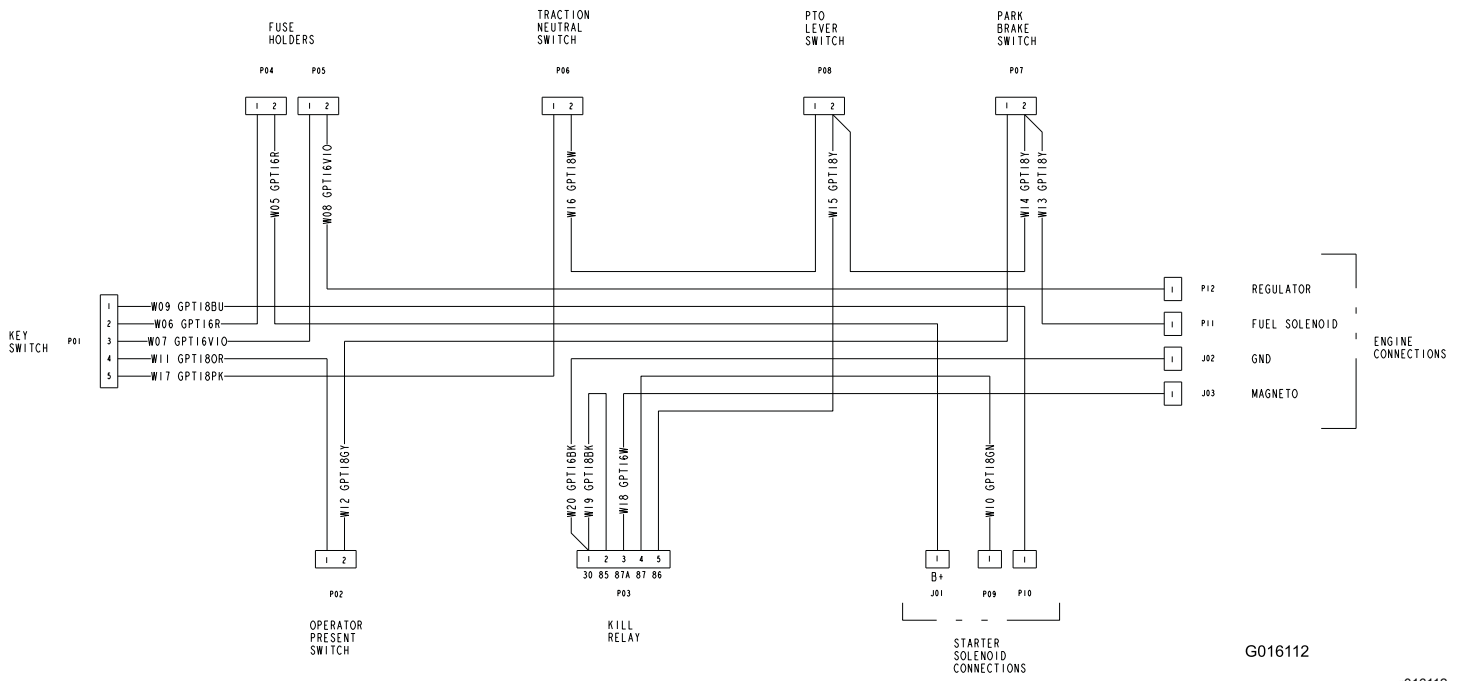 FUSE
HOLDERS
TRACTION
NEUTRAL
SWITCH
PTO
LEVER
SWITCH
PARK
BRAKE
SWITCH
P04
P05
P06
P08
P07
1 2
1 2
1 2
1 2
1 2
W05 GPT16R
W08 GPT16VIO
W16 GPT18W
W15 GPT18Y
W14 GPT18Y
W13 GPT18Y
KEY
SWITCH
P01
1
2
3
4
5
W09 GPT18BU
W06 GPT16R
W07 GPT16VIO
W11 GPT18OR
W17 GPT18PK
1 P12 REGULATOR
1 P11 FUEL SOLENOID
1 J02 GND
1 J03 MAGNETO
ENGINE
CONNECTIONS
W12 GPT18GY
W20 GPT16BK
W19 GPT18BK
W18 GPT16W
W10 GPT18GN
1 2
P02
OPERATOR
PRESENT
SWITCH
1 2 3 4 5
30 85 87A 87 86
P03
KILL
RELAY
1
1
1
B+
J01
P09
P10
STARTER
SOLENOID
CONNECTIONS
G016112